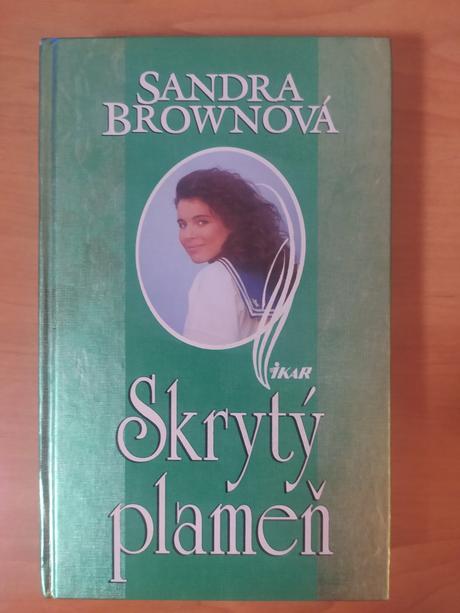 SANDRA
BROWNOVÁ
IKAR
Skrytý
plameň